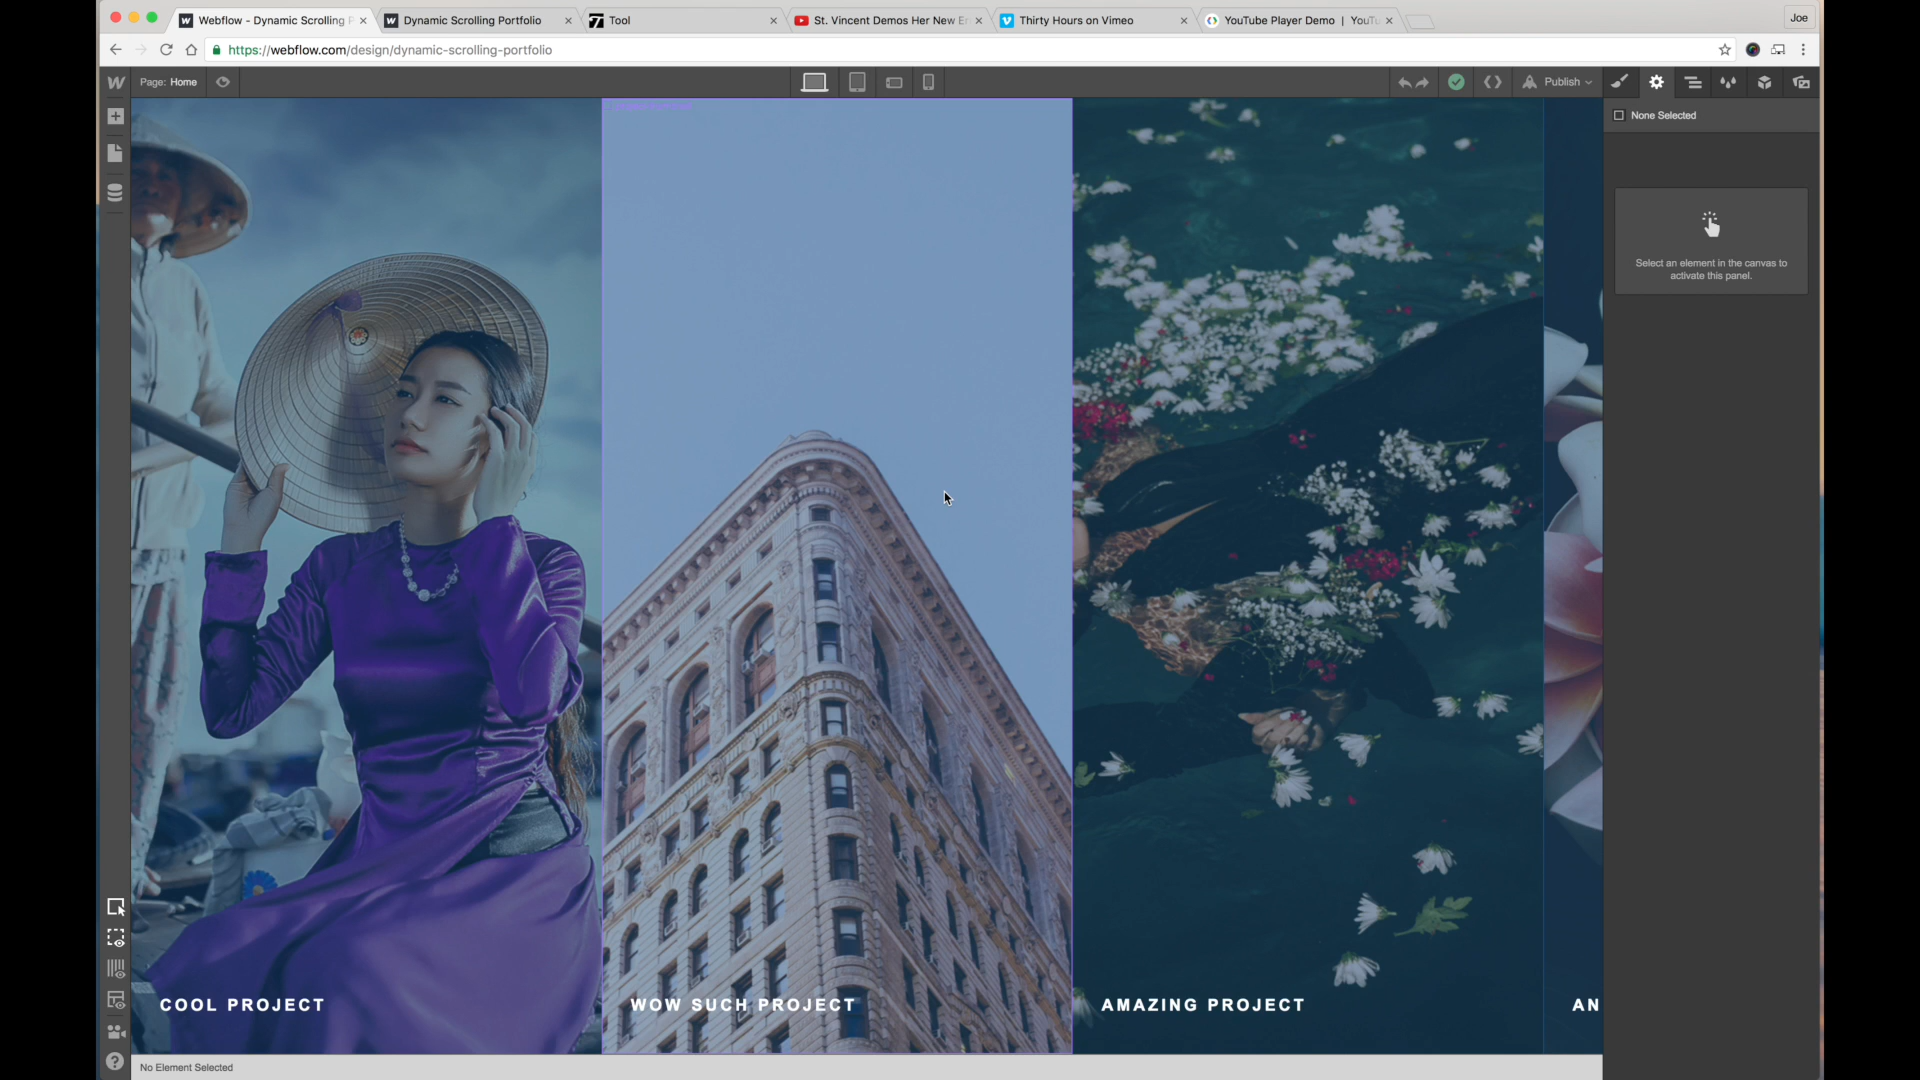 Webflow - Dynamic Scrolling P
Dynamic Scrolling Portfolio
Tool
St. Vincent Demos Her New Er
Thirty Hours on Vimeo
YouTube Player Demo | YouTu
Joe
https://webflow.com/design/dynamic-scrolling-portfolio
W
Page: Home
Publish
None Selected
Select an element in the canvas to
activate this panel.
COOL PROJECT
WOW SUCH PROJECT
AMAZING PROJECT
AN
No Element Selected